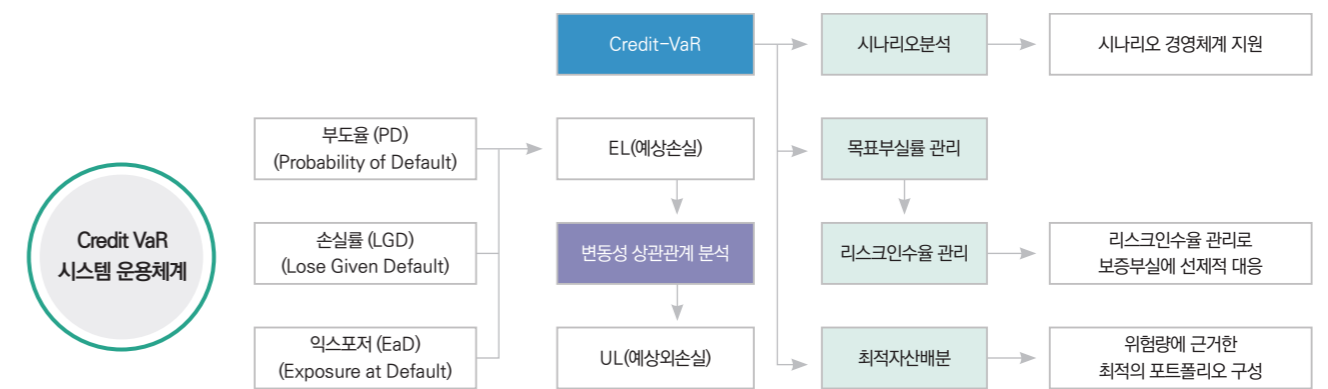 Credit VaR
시스템 운용체계
부도율 (PD)
(Probability of Default)
손실률 (LGD)
(Lose Given Default)
익스포저 (EaD)
(Exposure at Default)
Credit-VaR
EL(예상손실)
변동성 상관관계 분석
UL(예상외손실)
시나리오분석
목표부실률 관리
리스크인수율 관리
최적자산배분
시나리오 경영체계 지원
리스크인수율 관리로
보증부실에 선제적 대응
위험량에 근거한
최적의 포트폴리오 구성